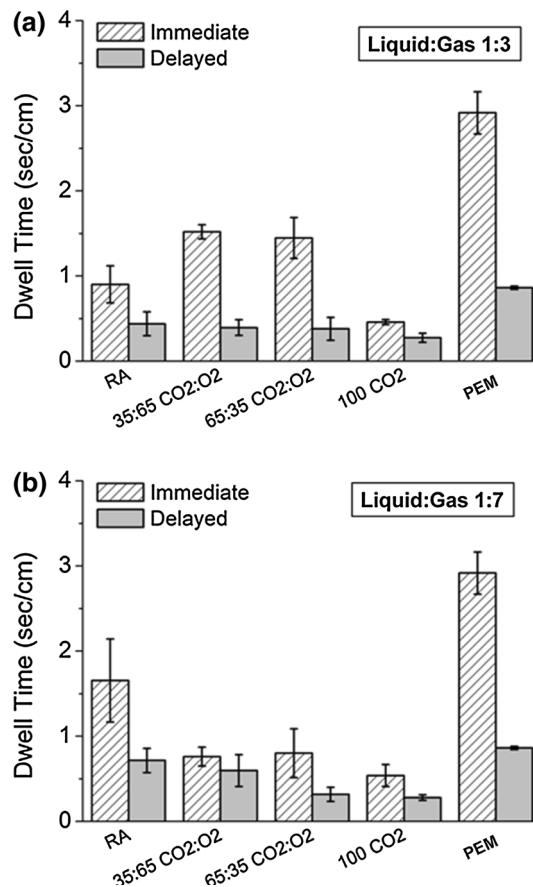 (a)
4
Immediate
Delayed
Liquid:Gas 1:3
3
2
1
0
Dwell Time (sec/cm)
RA
35:65 CO2:O2
65:35 CO2:O2
100 CO2
PEM
(b)
4
Immediate
Delayed
Liquid:Gas 1:7
3
2
1
0
Dwell Time (sec/cm)
RA
35:65 CO2:O2
65:35 CO2:O2
100 CO2
PEM